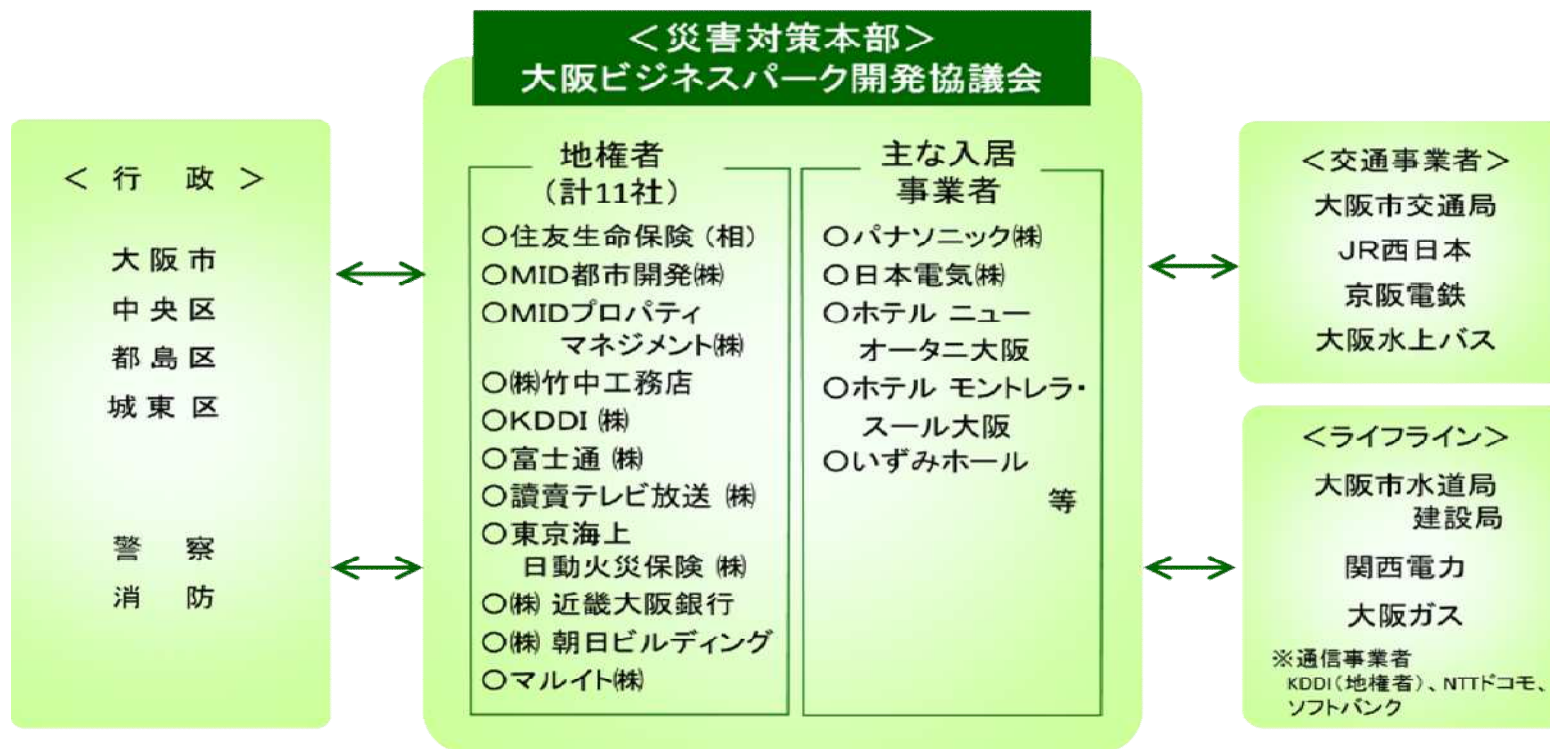 ＜災害対策本部＞
大阪ビジネスパーク開発協議会
＜ 行 政 ＞
大阪市
中央区
都島区
城東区
警 察
消 防
地権者
(計11社)
○住友生命保険（相）
○MID都市開発㈱
○MIDプロパティ
マネジメント㈱
○㈱竹中工務店
○KDDI ㈱
○富士通 ㈱
○讀賣テレビ放送 ㈱
○東京海上
日動火災保険 ㈱
○㈱ 近畿大阪銀行
○㈱ 朝日ビルディング
○マルイト㈱
主な入居
事業者
○パナソニック㈱
○日本電気㈱
○ホテル ニュー
オータニ大阪
○ホテル モントレラ・
スール大阪
○いずみホール
等
＜交通事業者＞
大阪市交通局
JR西日本
京阪電鉄
大阪水上バス
＜ライフライン＞
大阪市水道局
建設局
関西電力
大阪ガス
※通信事業者
KDDI（地権者）、NTTドコモ、
ソフトバンク